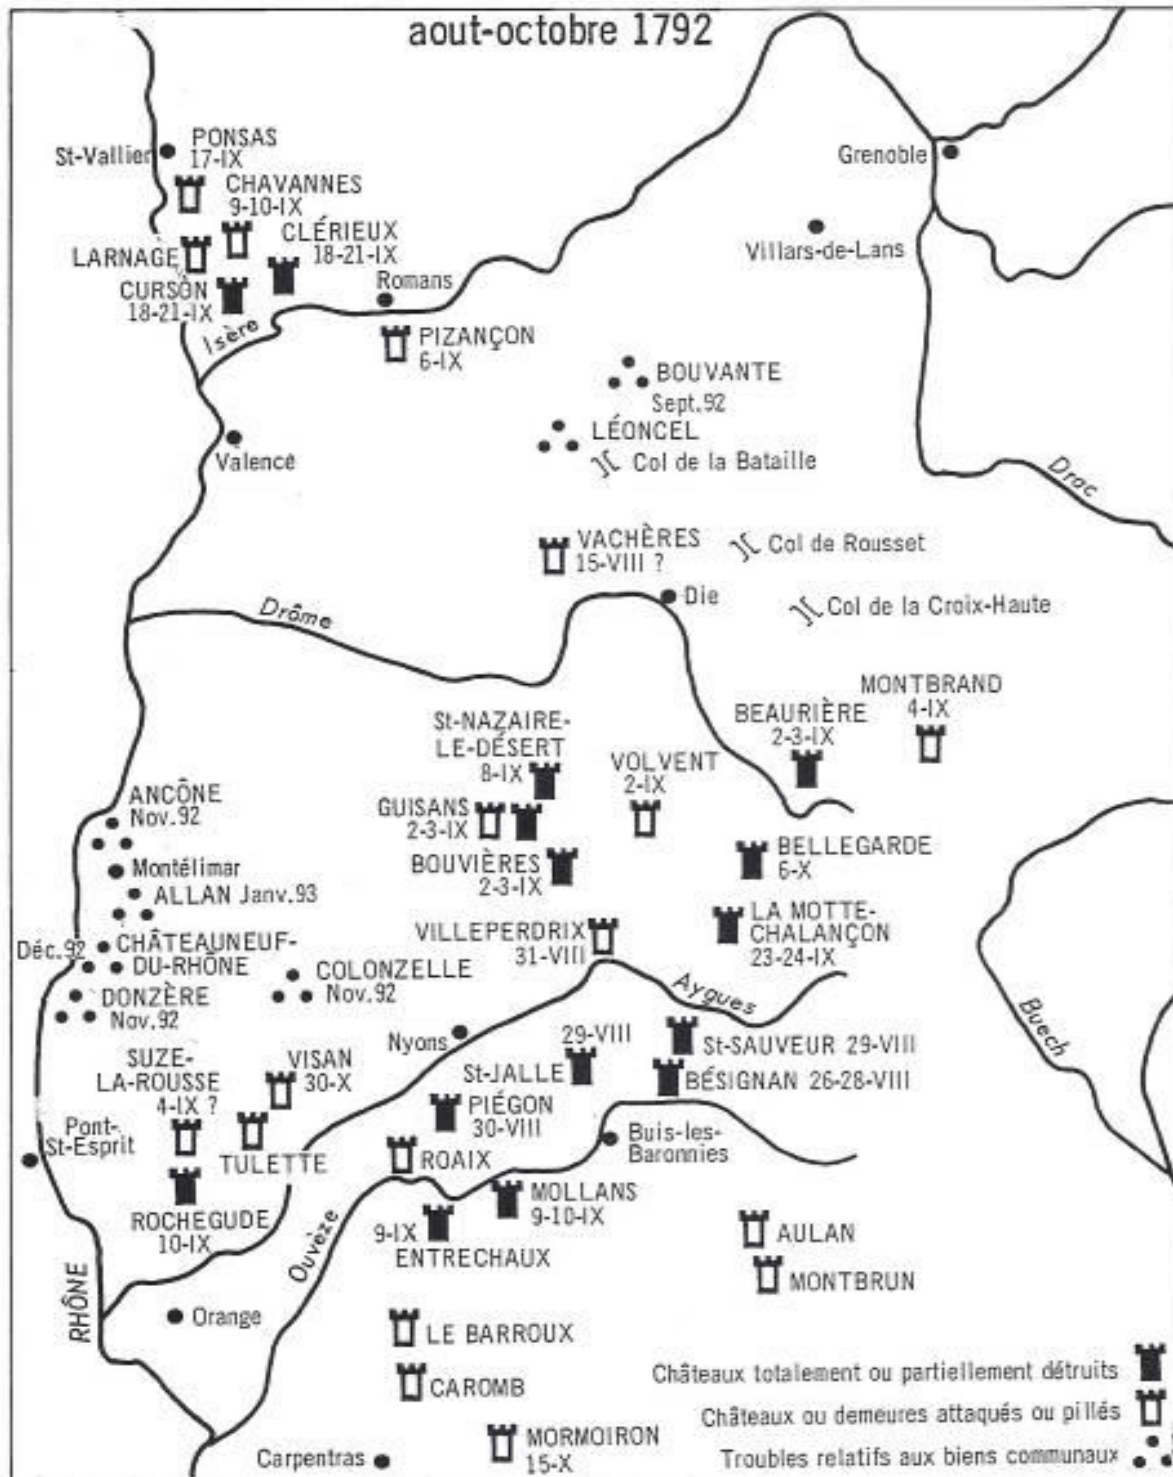 aout-octobre 1792
St-Vallier
PONSAS
17-IX
CHAVANNES
9-10-IX
CLÉRIEUX
18-21-IX
LARNAGE
CURSON
18-21-IX
Isère
Romans
PIZANÇON
6-IX
Grenoble
Villars-de-Lans
BOUVANTE
Sept.92
LÉONCEL
Col de la Bataille
Valence
Drac
VACHÈRES
15-VIII ?
Col de Rousset
Die
Col de la Croix-Haute
Drôme
MONTBRAND
4-IX
BEAURIÈRE
2-3-IX
St-NAZAIRE-
LE-DÉSERT
8-IX
VOLVENT
2-IX
GUISANS
2-3-IX
BOUVIÈRES
2-3-IX
BELLEGARDE
6-X
LA MOTTE-
CHALANÇON
23-24-IX
VILLEPERDRIX
31-VIII
ANCÔNE
Nov.92
Montélimar
ALLAN Janv.93
Déc.92
CHÂTEAUNEUF-
DU-RHÔNE
COLONZELLE
Nov.92
DONZÈRE
Nov.92
Aygues
Buech
Nyons
29-VIII
St-JALLE
St-SAUVEUR 29-VIII
BÉSIGNAN 26-28-VIII
SUZE-
LA-ROUSSE
4-IX ?
VISAN
30-X
PIÉGON
30-VIII
Pont-
St-Esprit
TULETTE
ROAIX
Buis-les-
Baronnies
ROCHEGUDE
10-IX
MOLLANS
9-10-IX
9-IX
ENTRECHAUX
Ouvèze
AULAN
MONTBRUN
RHÔNE
Orange
LE BARROUX
CAROMB
MORMOIRON
15-X
Carpentras
Châteaux totalement ou partiellement détruits
Châteaux ou demeures attaqués ou pillés
Troubles relatifs aux biens communaux